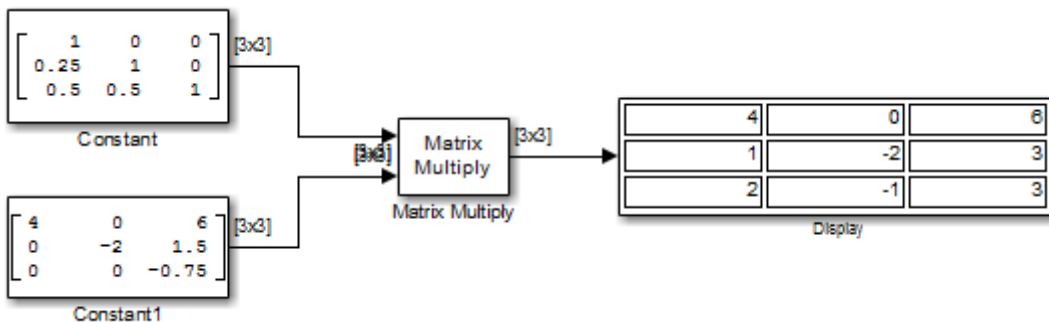 1 0 0
0.25 1 0
0.5 0.5 1
[3x3]
Constant
4 0 6
0 -2 1.5
0 0 -0.75
[3x3]
Constant1
Matrix
Multiply
Matrix Multiply
[3x3]
4 0 6
1 -2 3
2 -1 3
Display